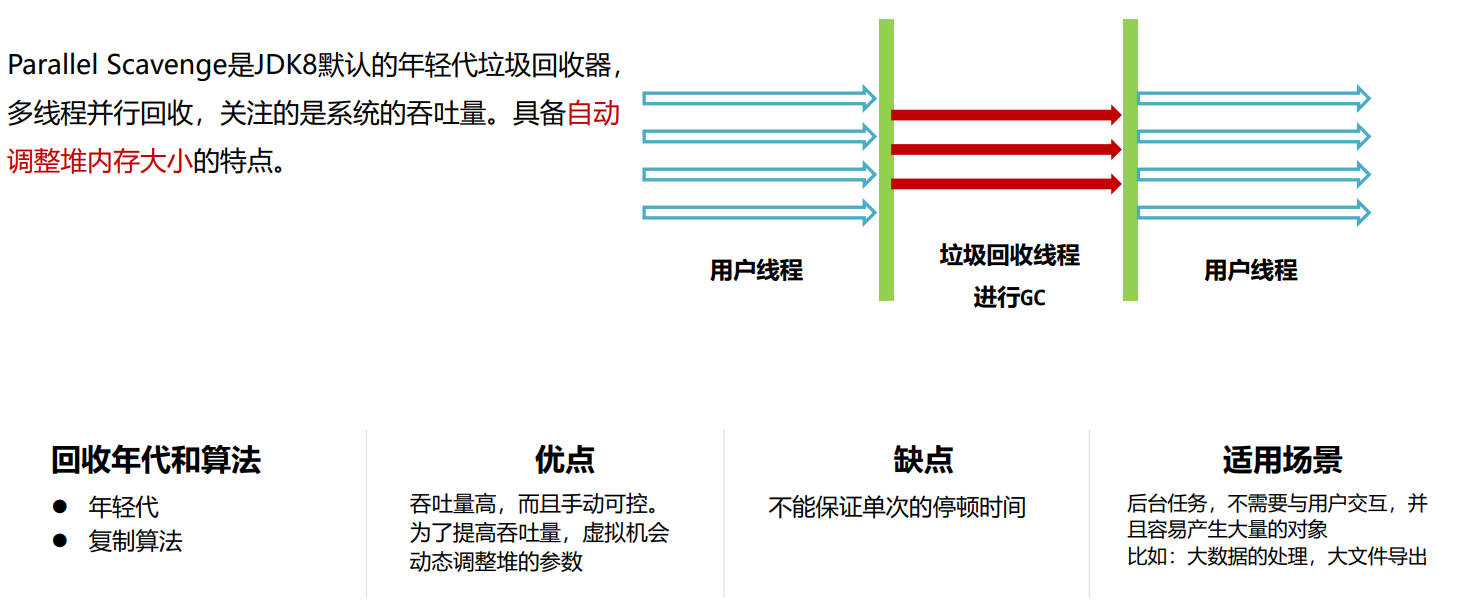 Parallel Scavenge是JDK8默认的年轻代垃圾回收器，
多线程并行回收，关注的是系统的吞吐量。具备自动
调整堆内存大小的特点。
用户线程
垃圾回收线程
进行GC
用户线程
回收年代和算法
● 年轻代
● 复制算法
优点
吞吐量高，而且手动可控。
为了提高吞吐量，虚拟机会
动态调整堆的参数
缺点
不能保证单次的停顿时间
适用场景
后台任务，不需要与用户交互，并
且容易产生大量的对象
比如：大数据的处理，大文件导出